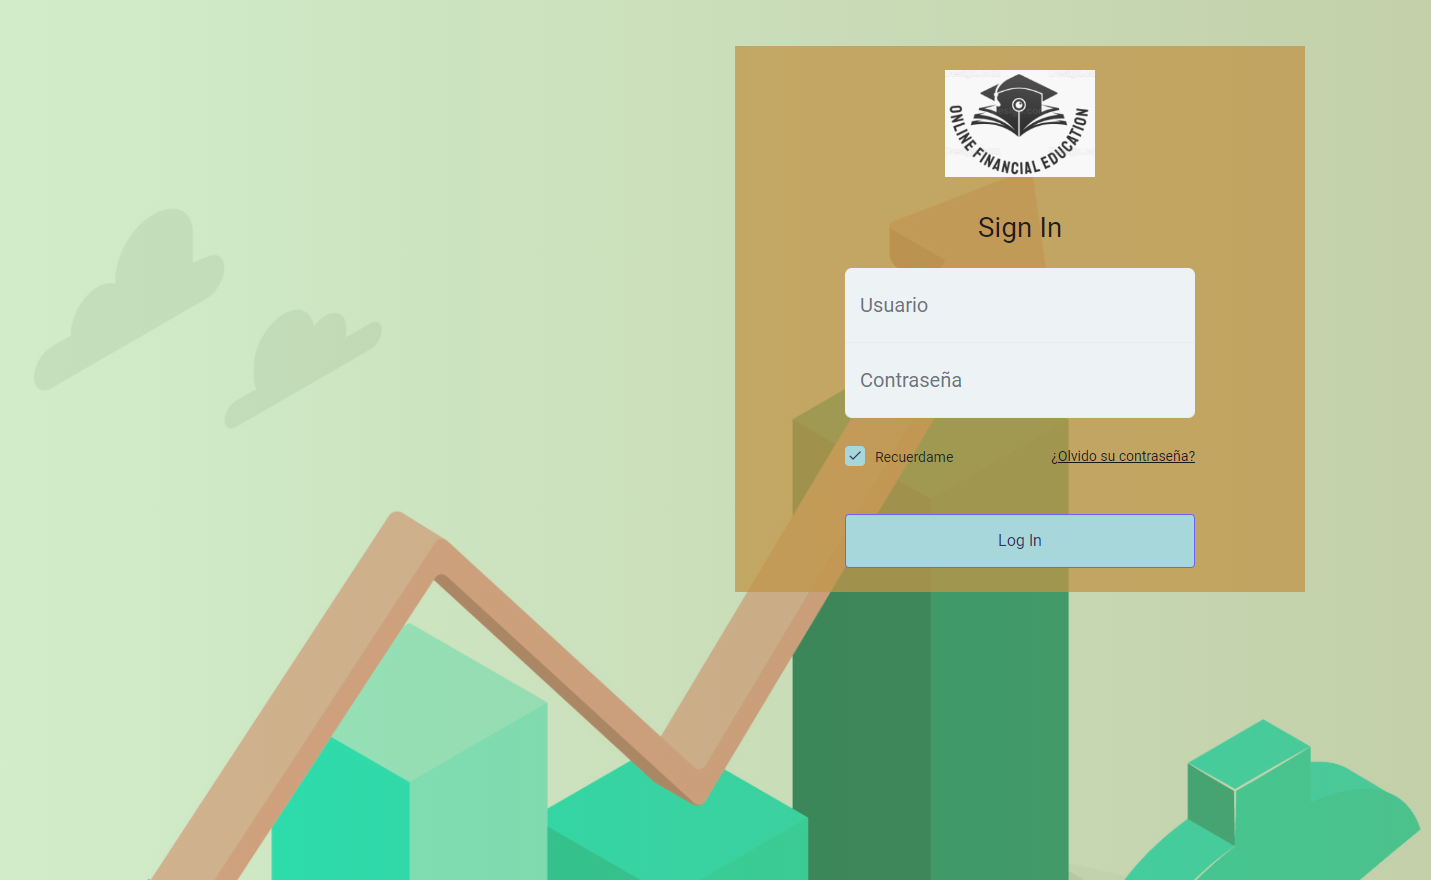 ONLINE FINANCIAL EDUCATION
Sign In
Usuario
Contraseña
Recuerdame
¿Olvido su contraseña?
Log In